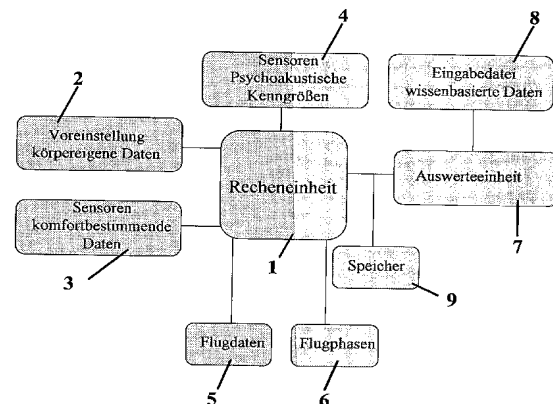 4
8
Sensoren
Psychoakustische
Kenngrößen
Eingabedatei
wissenbasierte Daten
2
Voreinstellung
körpereigene Daten
Recheneinheit
Auswerteeinheit
Sensoren
komfortbestimmende
Daten
1
7
3
Speicher
9
Flugdaten
Flugphasen
5
6